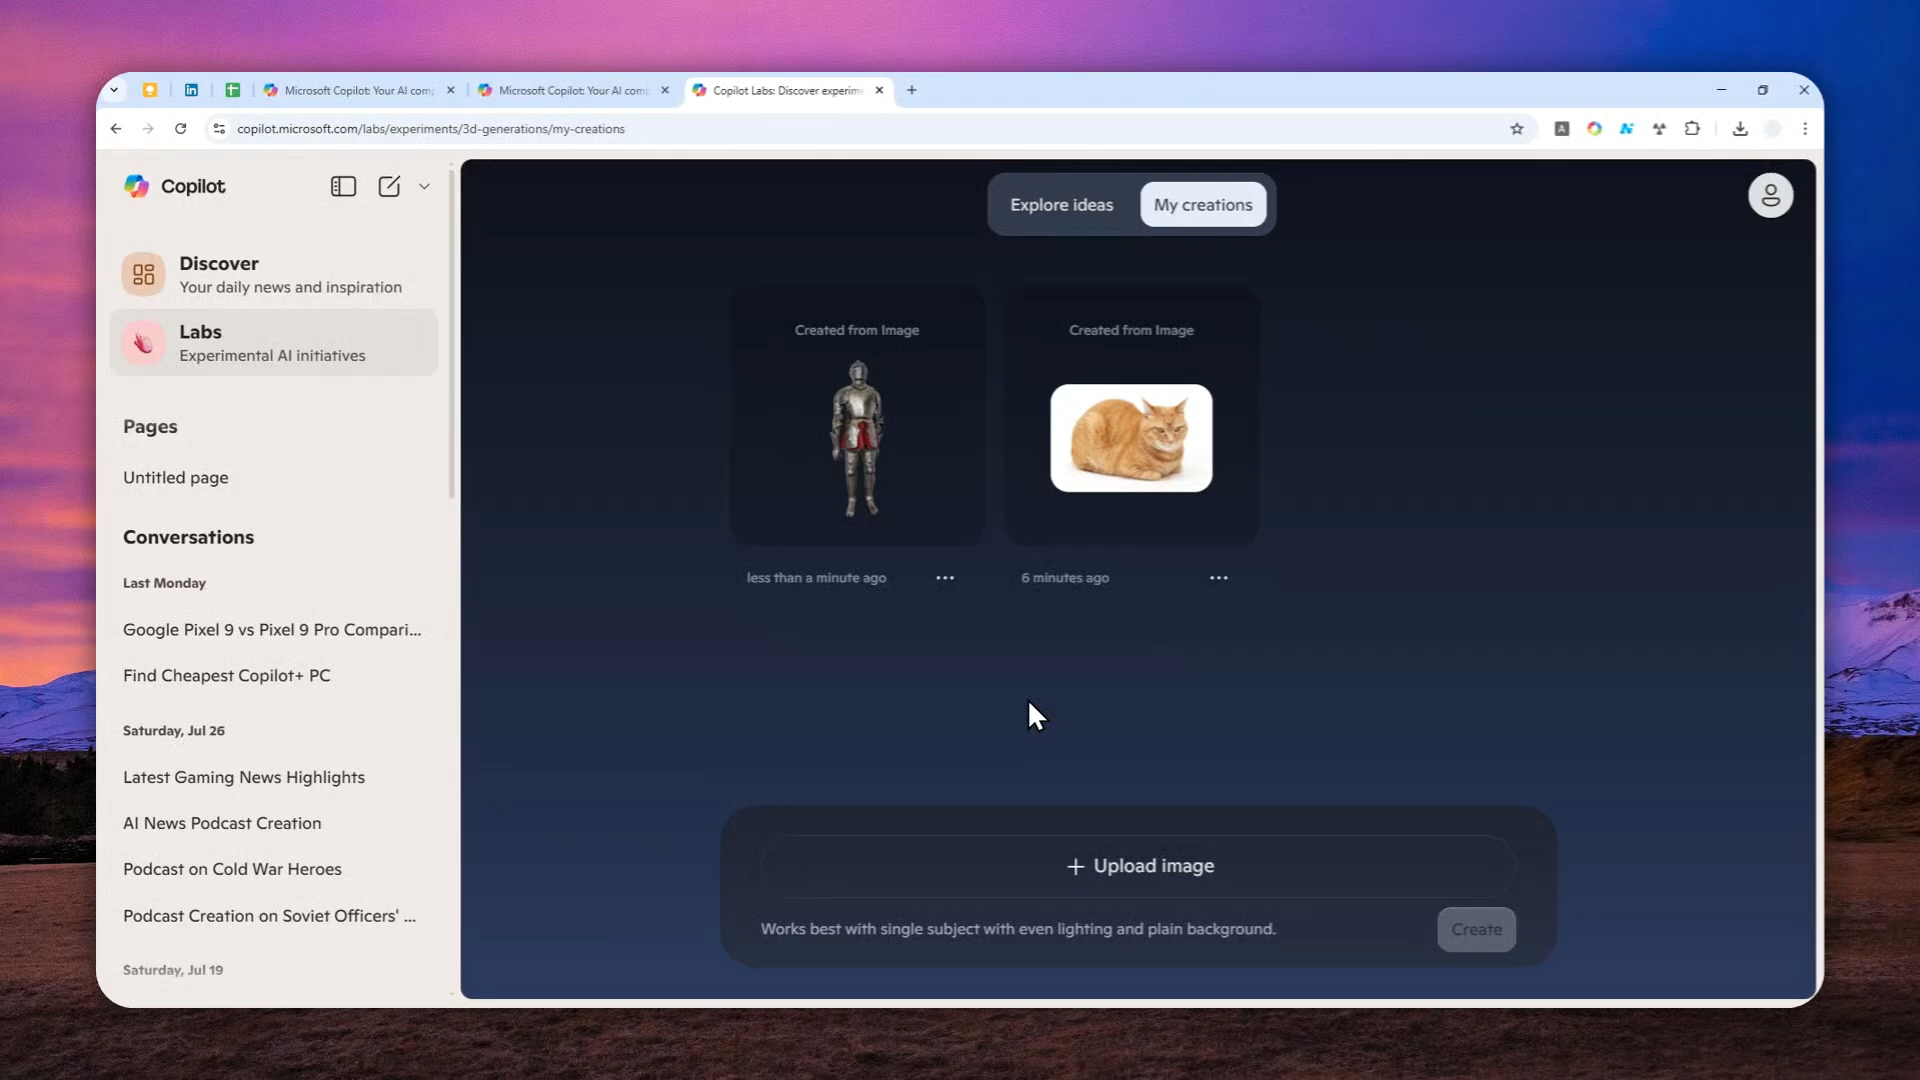 Microsoft Copilot: Your AI comp
Microsoft Copilot: Your AI comp
Copilot Labs: Discover experim
copilot.microsoft.com/labs/experiments/3d-generations/my-creations
Copilot
Discover
Your daily news and inspiration
Labs
Experimental AI initiatives
Pages
Untitled page
Conversations
Last Monday
Google Pixel 9 vs Pixel 9 Pro Compari...
Find Cheapest Copilot+ PC
Saturday, Jul 26
Latest Gaming News Highlights
AI News Podcast Creation
Podcast on Cold War Heroes
Podcast Creation on Soviet Officers' ...
Saturday, Jul 19
Explore ideas
My creations
Created from Image
Created from Image
less than a minute ago
6 minutes ago
+ Upload image
Works best with single subject with even lighting and plain background.
Create